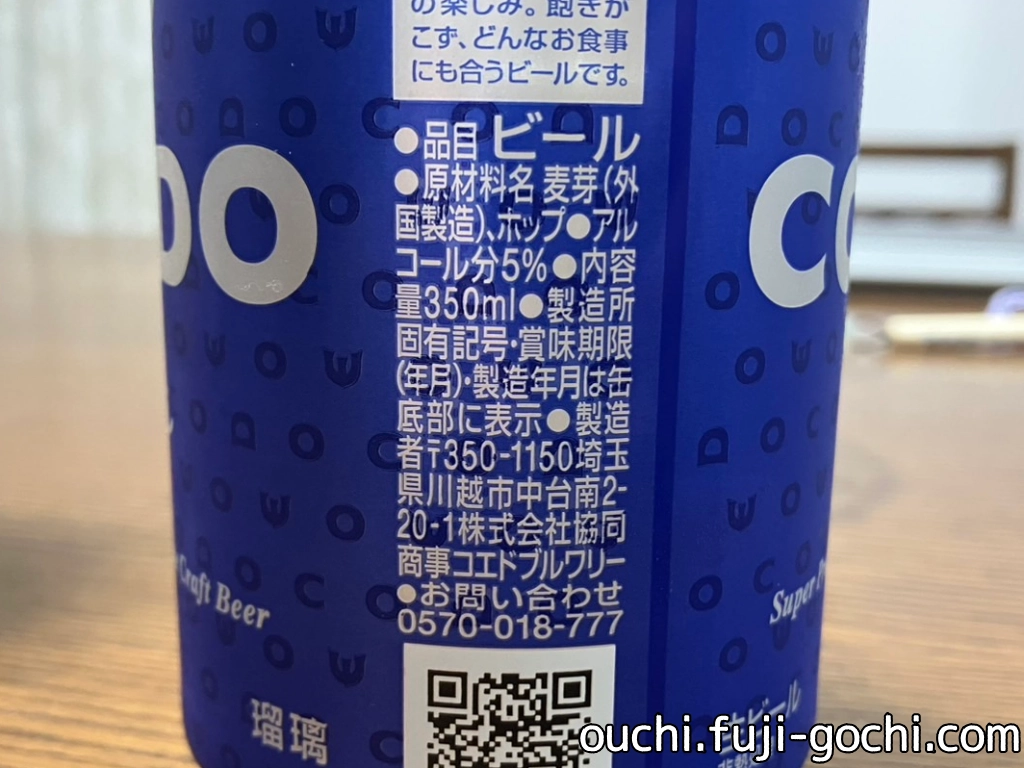 の楽しみ。飽きが
こず、どんなお食事
にも合うビールです。
●品目 ビール
●原材料名 麦芽(外
国製造)、ホップ●アル
コール分5%●内容
量350ml●製造所
固有記号・賞味期限
(年月)・製造年月は缶
底部に表示●製造
者〒350-1150埼玉
県川越市中台南2-
20-1株式会社協同
商事コエドブルワリー
●お問い合わせ
0570-018-777
Craft Beer
瑠璃
Super
ビール
ouchi.fuji-gochi.com